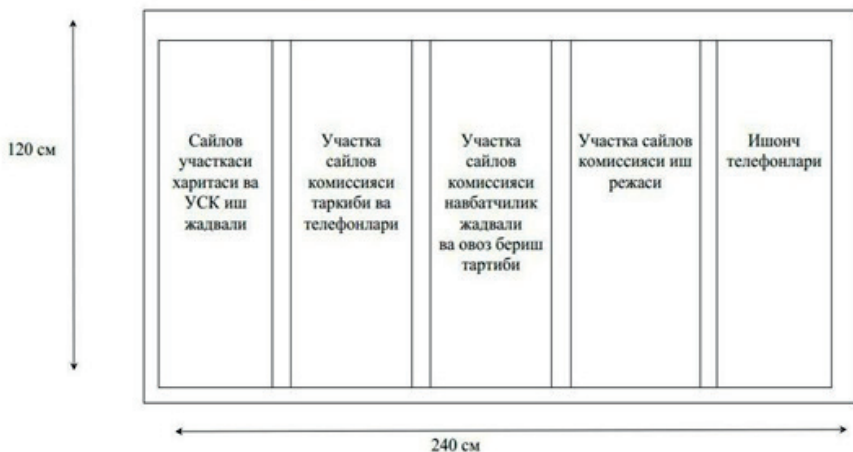 120 см
Сайлов
участкаси
харитаси ва
УСК иш
жадвали
Участка
сайлов
комиссияси
таркиби ва
телефонлари
Участка
сайлов
комиссияси
навбатчилик
жадвали
ва овоз бериш
тартиби
Участка сайлов
комиссияси иш
режаси
Ишонч
телефонлари
240 см